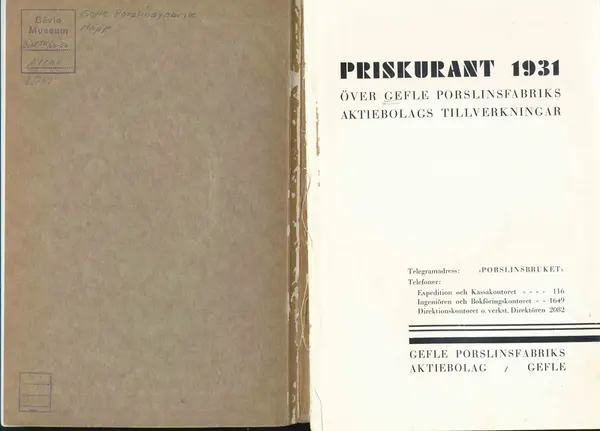 Gävle
Museum
Gefle Porslinsfabrik
PRISKURANT 1931
ÖVER GEFLE PORSLINSFABRIKS
AKTIEBOLAGS TILLVERKNINGAR
Telegramadress: ›PORSLINSBRUKET‹
Telefoner:
Expedition och Kassakontoret - - - - 116
Ingeniören och Bokföringskontoret - - 1649
Direktionskontoret o. verkst. Direktören 2082
GEFLE PORSLINSFABRIKS
AKTIEBOLAG / GEFLE